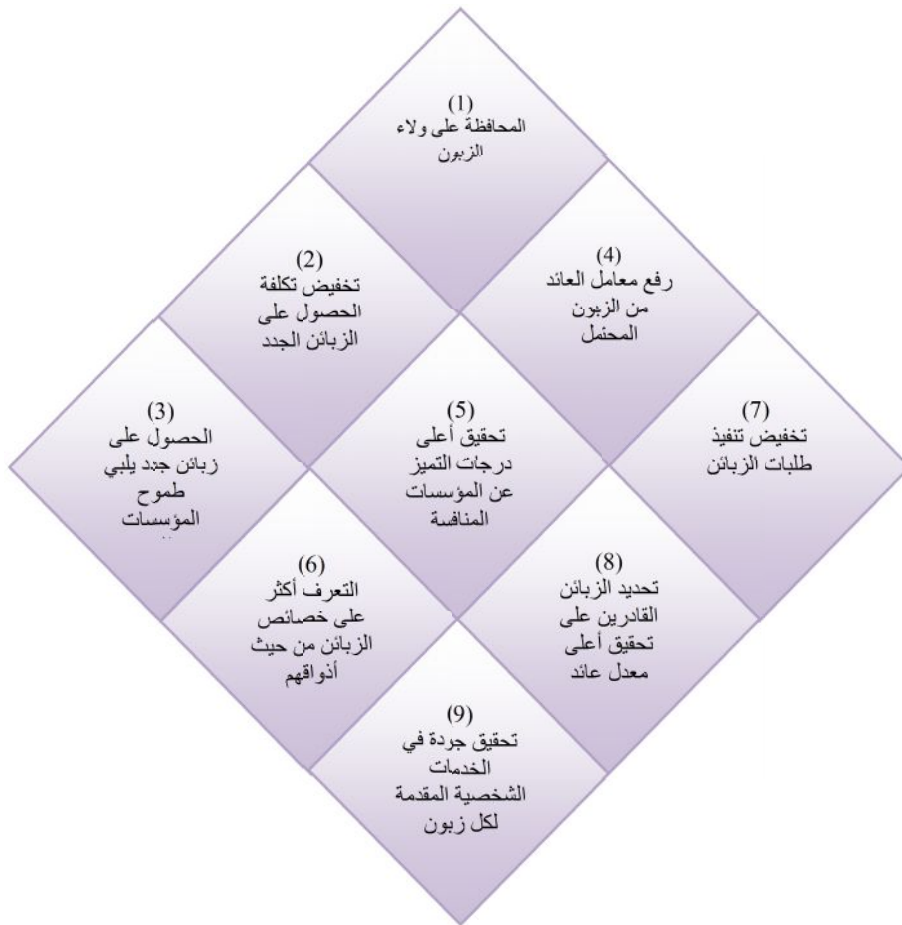 (1)
المحافظة على ولاء
الزبون
(2)
تخفيض تكلفة
الحصول على
الزبائن الجدد
(3)
الحصول على
زبائن جدد يلبي
طموح
المؤسسات
(4)
رفع معامل العائد
من الزبون
المحتمل
(5)
تحقيق أعلى
درجات التميز
عن المؤسسات
المنافسة
(6)
التعرف أكثر
على خصائص
الزبائن من حيث
أذواقهم
(7)
تخفيض تنفيذ
طلبات الزبائن
(8)
تحديد الزبائن
القادرين على
تحقيق أعلى
معدل عائد
(9)
تحقيق جودة في
الخدمات
الشخصية المقدمة
لكل زبون